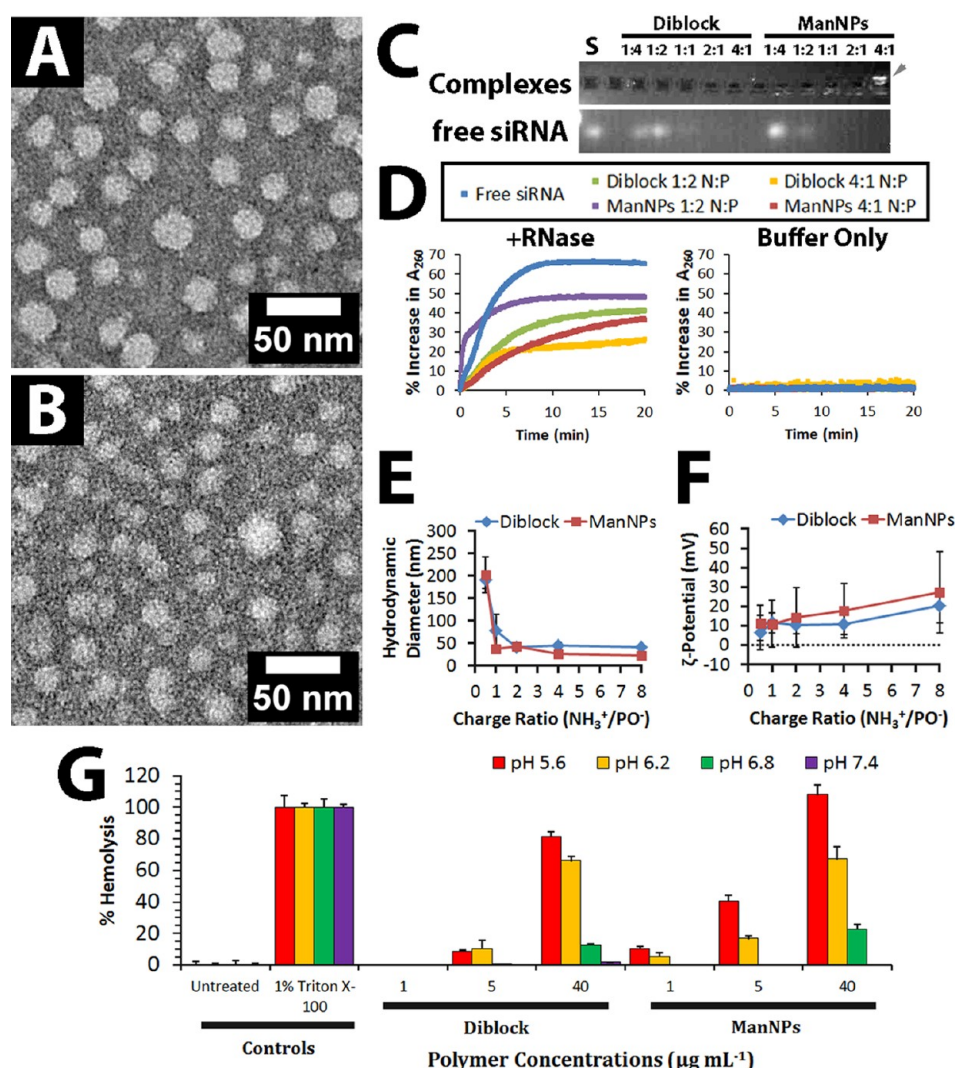 A
50 nm
B
50 nm
C
Diblock ManNPs
S 1:4 1:2 1:1 2:1 4:1 1:4 1:2 1:1 2:1 4:1
Complexes
free siRNA
D
Free siRNA Diblock 1:2 N:P Diblock 4:1 N:P
ManNPs 1:2 N:P ManNPs 4:1 N:P
+RNase
% Increase in A260
70
60
50
40
30
20
10
0
0 5 10 15 20
Time (min)
Buffer Only
% Increase in A260
70
60
50
40
30
20
10
0
0 5 10 15 20
Time (min)
E
Diblock ManNPs
Hydrodynamic
Diameter (nm)
300
250
200
150
100
50
0
0 1 2 3 4 5 6 7 8
Charge Ratio (NH3+/PO-)
F
Diblock ManNPs
ζ-Potential (mV)
60
50
40
30
20
10
0
-10
0 1 2 3 4 5 6 7 8
Charge Ratio (NH3+/PO-)
G
pH 5.6 pH 6.2 pH 6.8 pH 7.4
% Hemolysis
120
100
80
60
40
20
0
Untreated 1% Triton X-
100
1 5 40 1 5 40
Controls
Diblock ManNPs
Polymer Concentrations (μg mL-1)